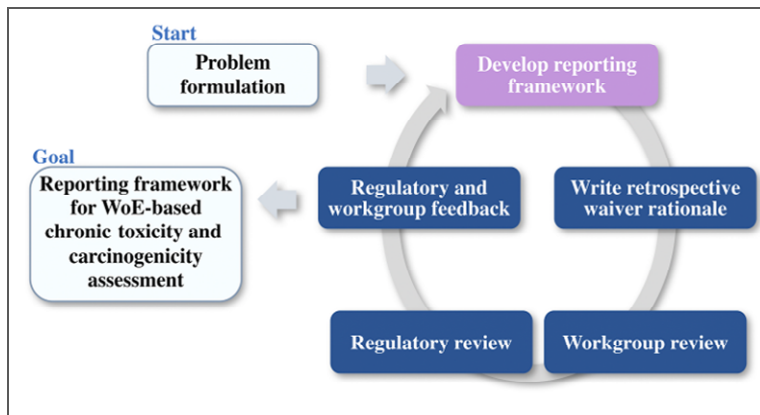 Start
Problem
formulation
Develop reporting
framework
Goal
Reporting framework
for WoE-based
chronic toxicity and
carcinogenicity
assessment
Regulatory and
workgroup feedback
Write retrospective
waiver rationale
Regulatory review
Workgroup review